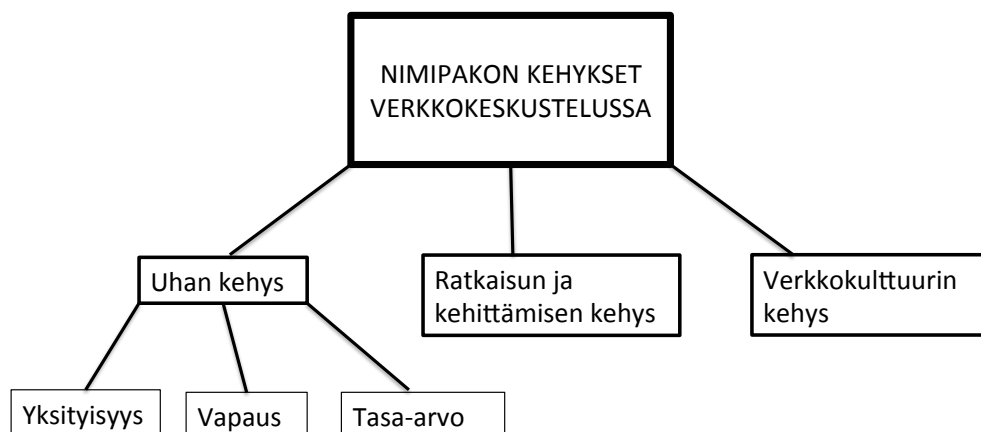 NIMIPAKON KEHYKSET
VERKKOKESKUSTELUSSA
Uhan kehys
Ratkaisun ja
kehittämisen kehys
Verkkokulttuurin
kehys
Yksityisyys
Vapaus
Tasa-arvo